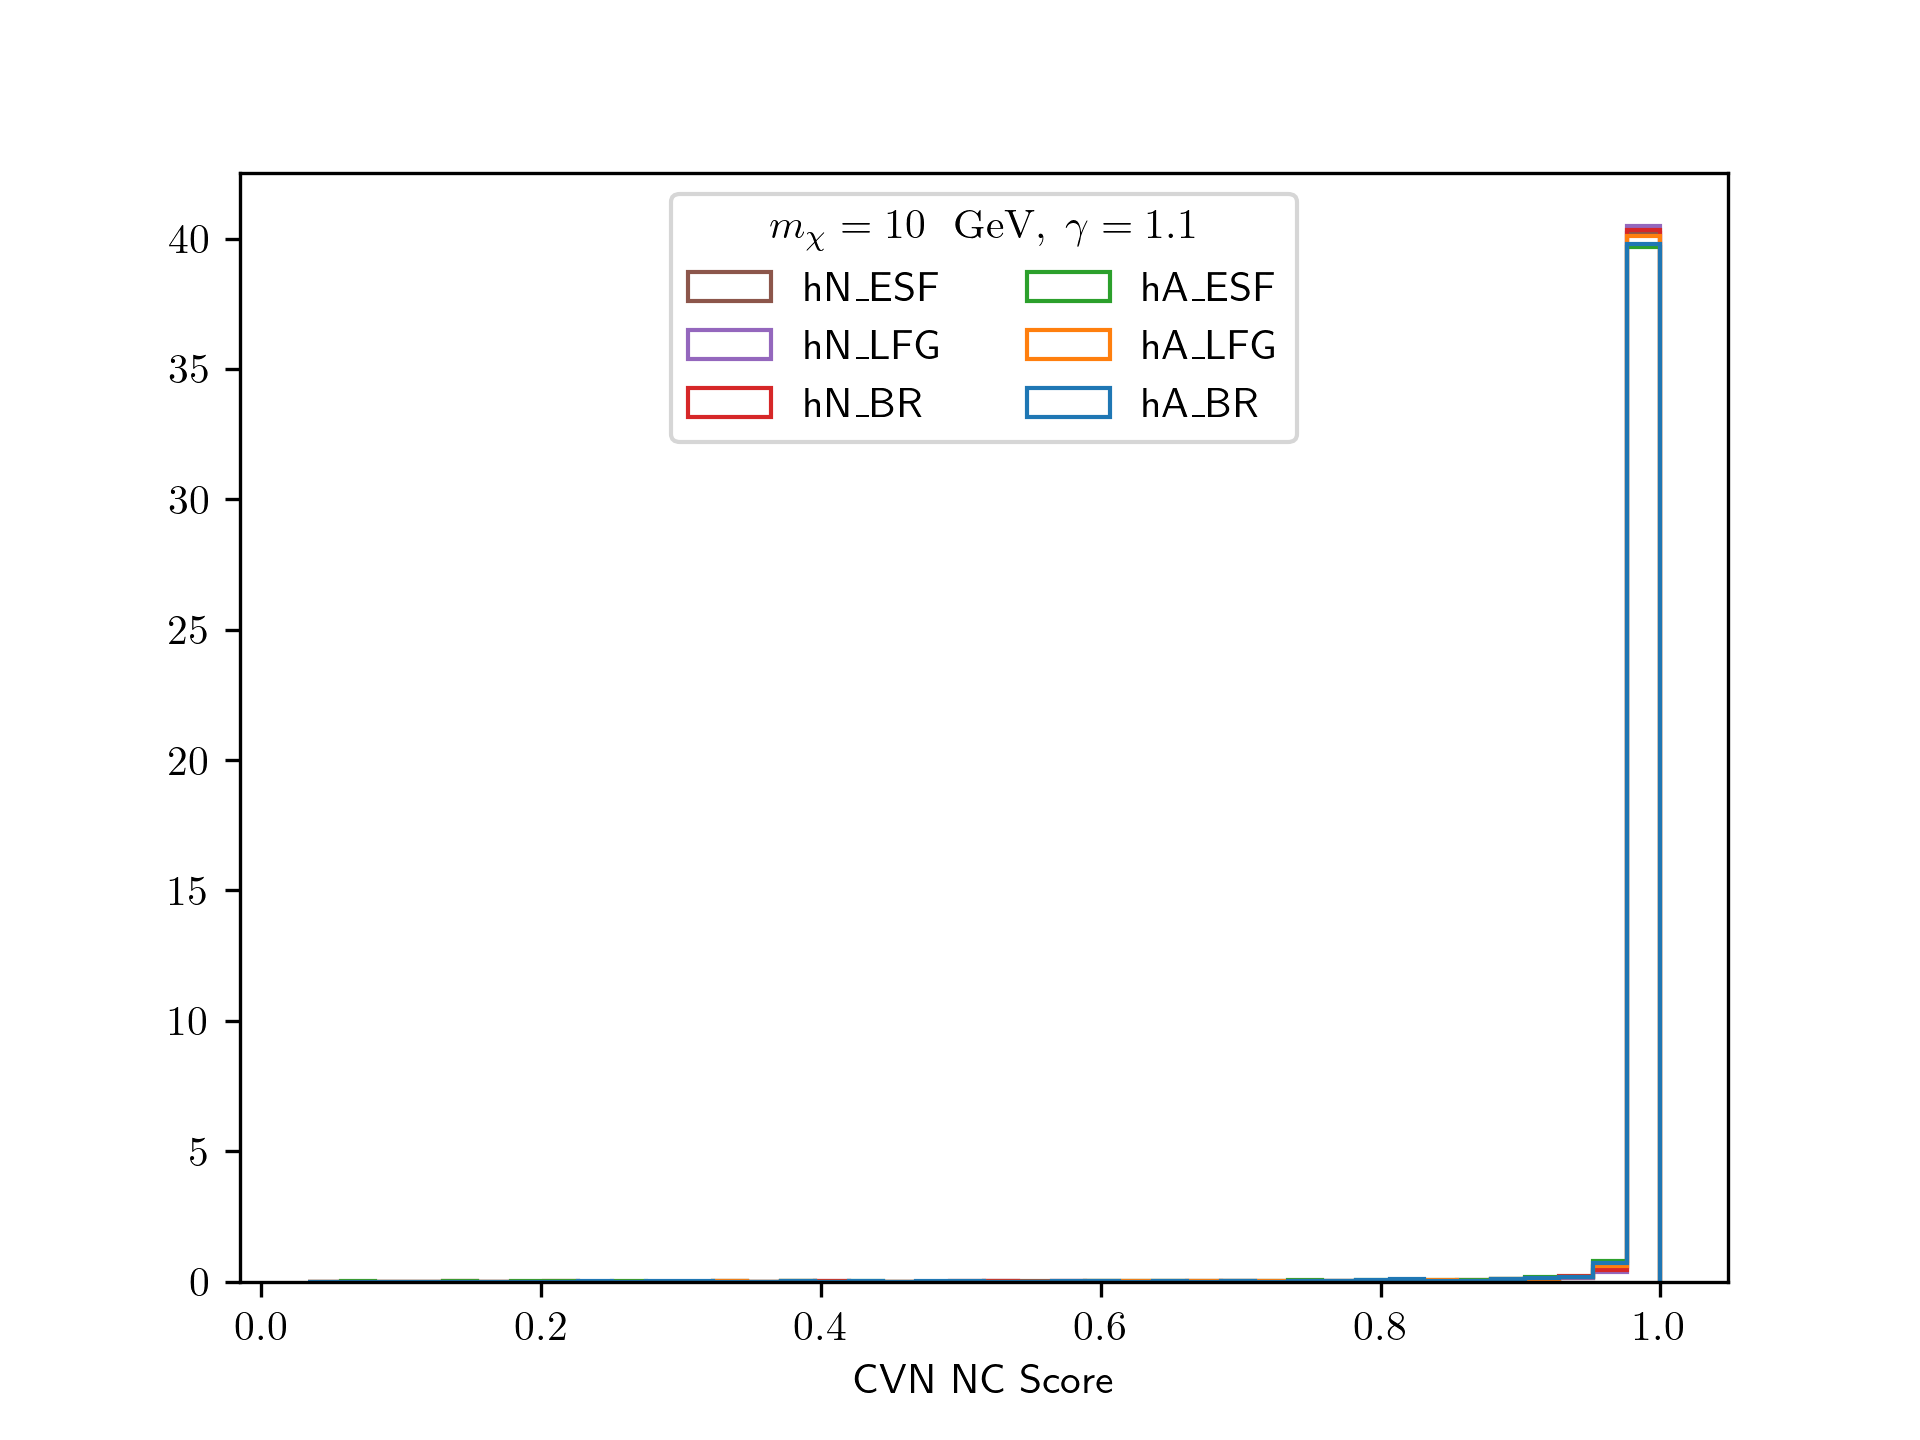 m_χ = 10 GeV, γ = 1.1
hN_ESF hA_ESF
hN_LFG hA_LFG
hN_BR hA_BR
40
35
30
25
20
15
10
5
0
0.0 0.2 0.4 0.6 0.8 1.0
CVN NC Score